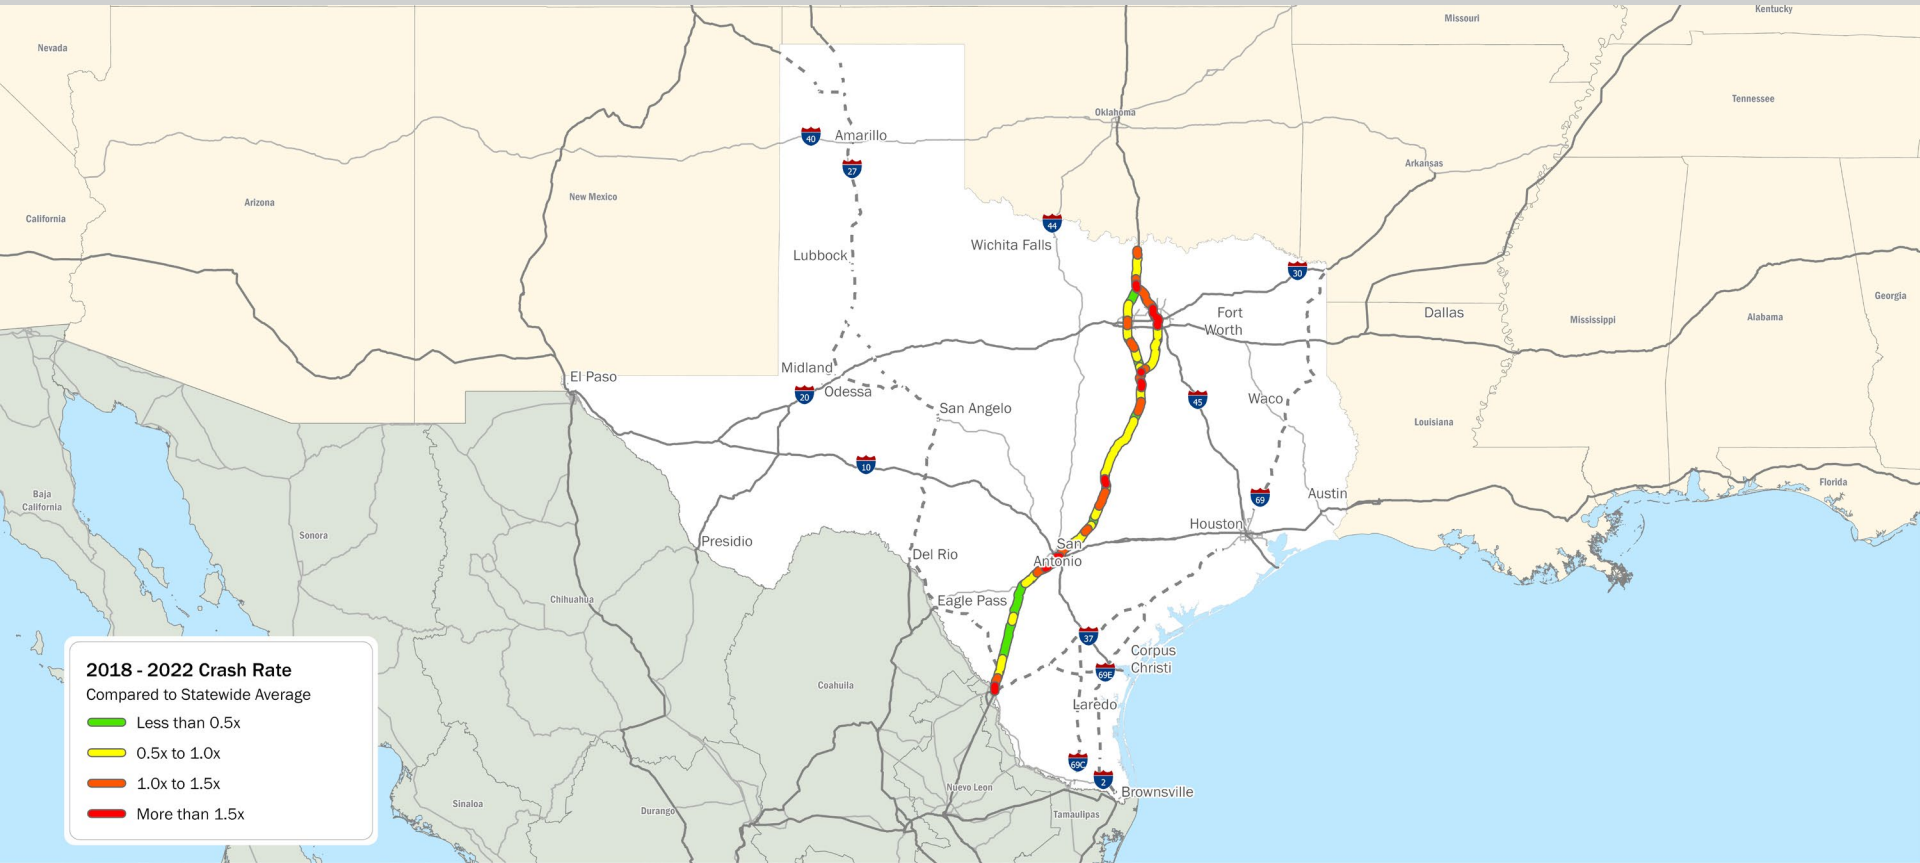 Missouri
Kentucky
Nevada
Tennessee
Oklahoma
40
Amarillo
27
Arkansas
Arizona
New Mexico
California
44
Wichita Falls
Lubbock
30
Georgia
Fort
Worth
Dallas
Mississippi
Alabama
El Paso
Midland
20
Odessa
San Angelo
45
Waco
Louisiana
10
Baja
California
69
Austin
Florida
Houston
Sonora
Presidio
San
Antonio
Del Rio
Chihuahua
Eagle Pass
37
Corpus
Christi
69E
Coahuila
Laredo
69C
2
Brownsville
Nuevo Leon
Tamaulipas
Sinaloa
Durango
2018 - 2022 Crash Rate
Compared to Statewide Average
Less than 0.5x
0.5x to 1.0x
1.0x to 1.5x
More than 1.5x